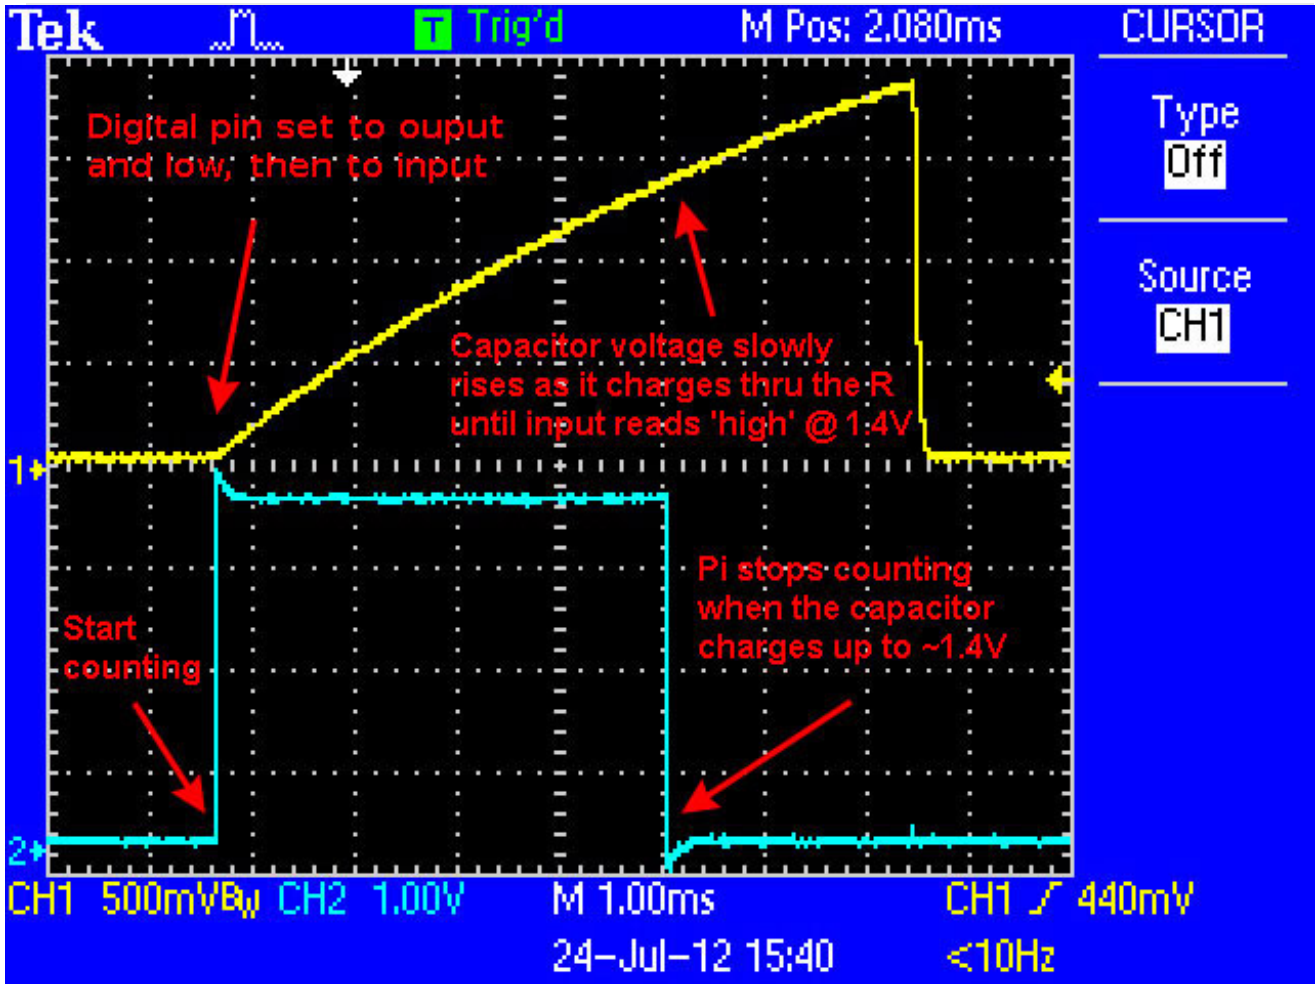 Tek T Trig'd M Pos: 2.080ms CURSOR
Type
Off
Source
CH1
Digital pin set to ouput
and low, then to input
Capacitor voltage slowly
rises as it charges thru the R
until input reads 'high' @ 1.4V
1
Start
counting
Pi stops counting
when the capacitor
charges up to ~1.4V
2
CH1 500mVBW CH2 1.00V M 1.00ms CH1 440mV
24-Jul-12 15:40 <10Hz